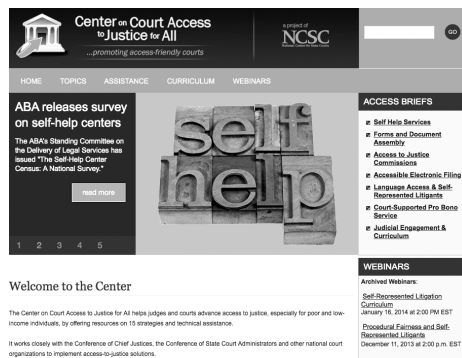 Center on Court Access
to Justice for All
...promoting access-friendly courts
a project of
NCSC
National Center for State Courts
GO
HOME TOPICS ASSISTANCE CURRICULUM WEBINARS
ABA releases survey
on self-help centers
The ABA's Standing Committee on
the Delivery of Legal Services has
issued "The Self-Help Center
Census: A National Survey."
read more
1 2 3 4 5
self
help
ACCESS BRIEFS
Self Help Services
Forms and Document
Assembly
Access to Justice
Commissions
Accessible Electronic Filing
Language Access & Self-
Represented Litigants
Court-Supported Pro Bono
Service
Judicial Engagement &
Curriculum
Welcome to the Center
The Center on Court Access to Justice for All helps judges and courts advance access to justice, especially for poor and low-
income individuals, by offering resources on 15 strategies and technical assistance.
It works closely with the Conference of Chief Justices, the Conference of State Court Administrators and other national court
organizations to implement access-to-justice solutions.
WEBINARS
Archived Webinars:
Self-Represented Litigation
Curriculum
January 16, 2014 at 2:00 PM EST
Procedural Fairness and Self-
Represented Litigants
December 11, 2013 at 2:00 p.m. EST